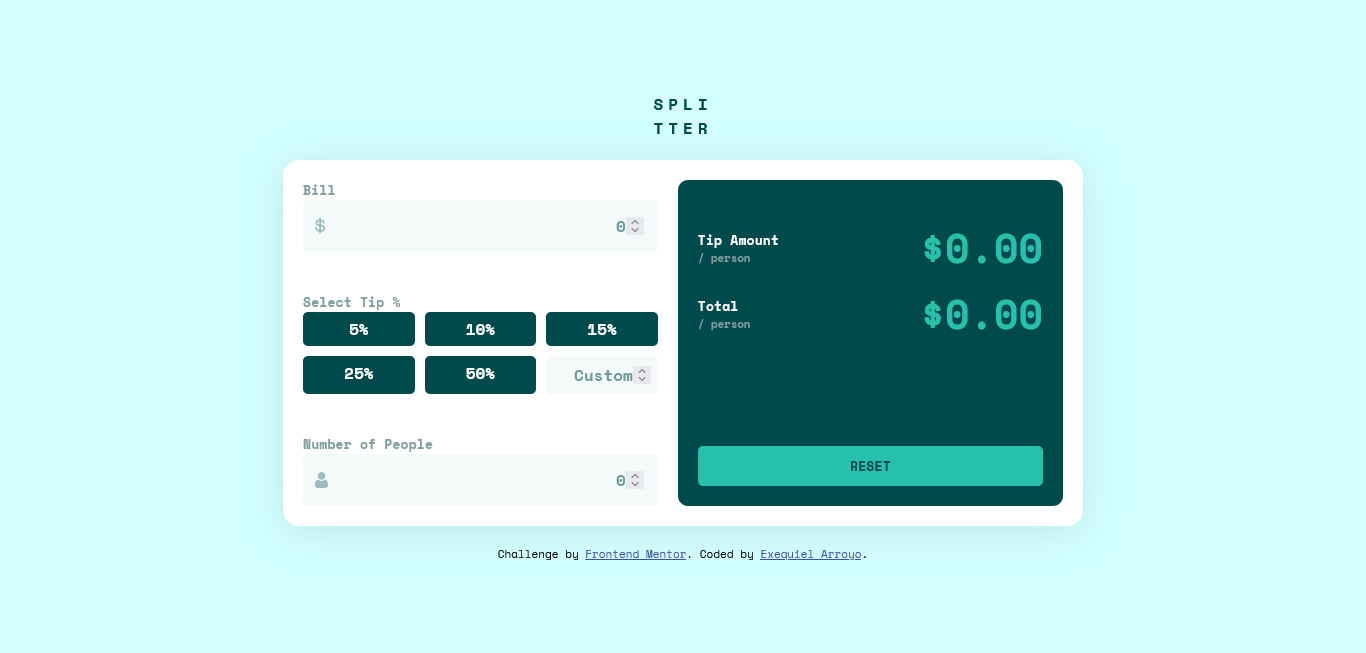 SPLI
TTER
Bill
$
0
Select Tip %
5%
10%
15%
25%
50%
Custom
Number of People
0
Tip Amount
/ person
$0.00
Total
/ person
$0.00
RESET
Challenge by Frontend Mentor. Coded by Exequiel Arroyo.